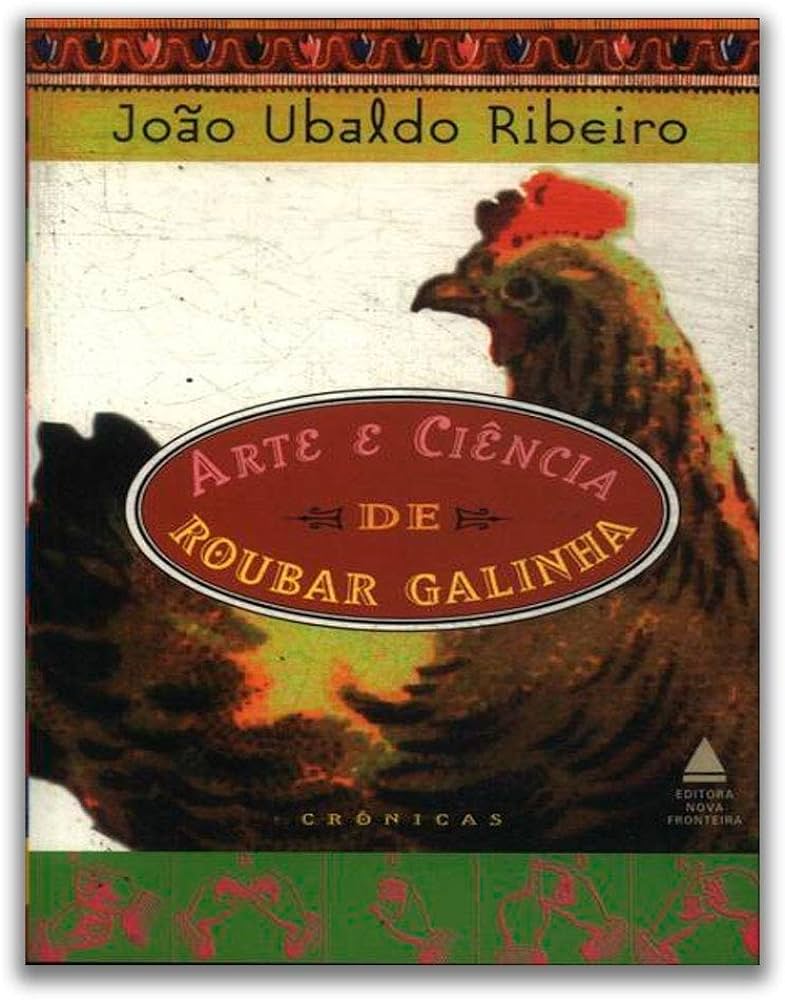 João Ubaldo Ribeiro
ARTE E CIÊNCIA
DE
ROUBAR GALINHA
CRÔNICAS
EDITORA
NOVA
FRONTEIRA